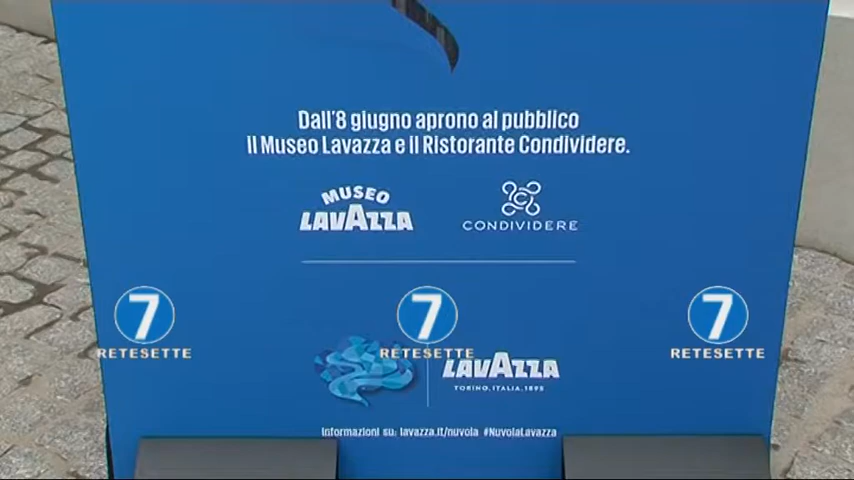 Dall'8 giugno aprono al pubblico
il Museo Lavazza e il Ristorante Condividere.
MUSEO
LAVAZZA
CONDIVIDERE
7 7 7
RETESETTE RETESETTE RETESETTE
LAVAZZA
TORINO, ITALIA, 1895
Informazioni su: lavazza.it/nuvola #NuvolaLavazza